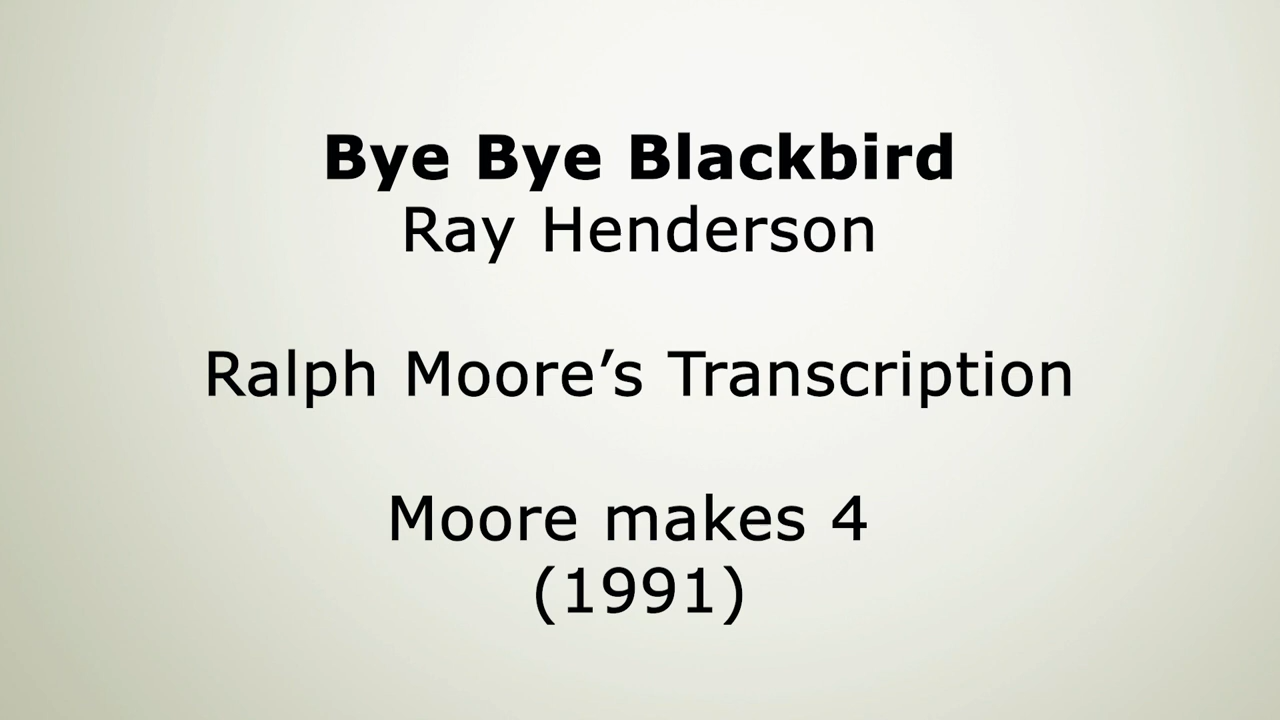 Bye Bye Blackbird
Ray Henderson
Ralph Moore’s Transcription
Moore makes 4
(1991)